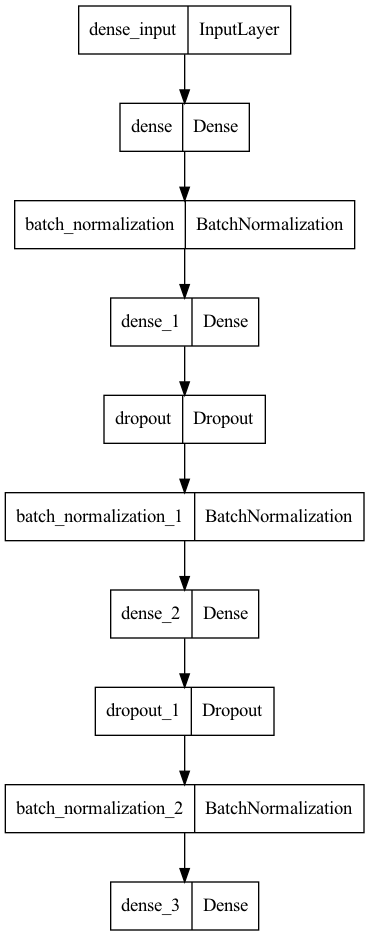 dense_input InputLayer
dense Dense
batch_normalization BatchNormalization
dense_1 Dense
dropout Dropout
batch_normalization_1 BatchNormalization
dense_2 Dense
dropout_1 Dropout
batch_normalization_2 BatchNormalization
dense_3 Dense